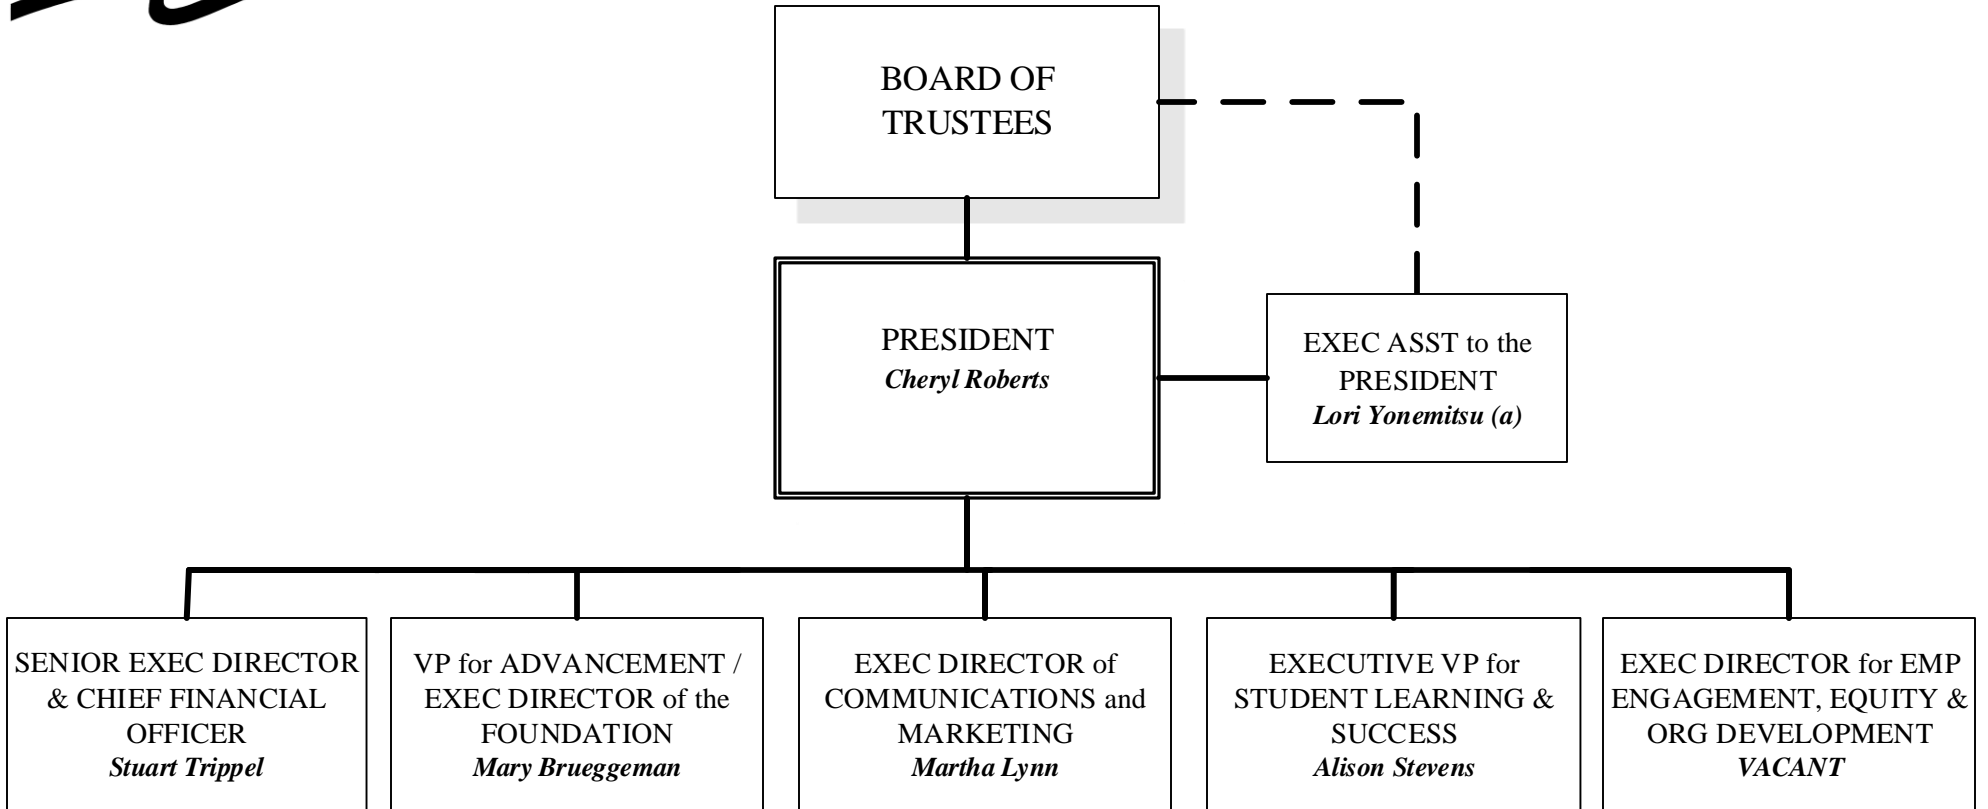 BOARD OF
TRUSTEES
PRESIDENT
Cheryl Roberts
EXEC ASST to the
PRESIDENT
Lori Yonemitsu (a)
SENIOR EXEC DIRECTOR
& CHIEF FINANCIAL
OFFICER
Stuart Trippel
VP for ADVANCEMENT /
EXEC DIRECTOR of the
FOUNDATION
Mary Brueggeman
EXEC DIRECTOR of
COMMUNICATIONS and
MARKETING
Martha Lynn
EXECUTIVE VP for
STUDENT LEARNING &
SUCCESS
Alison Stevens
EXEC DIRECTOR for EMP
ENGAGEMENT, EQUITY &
ORG DEVELOPMENT
VACANT